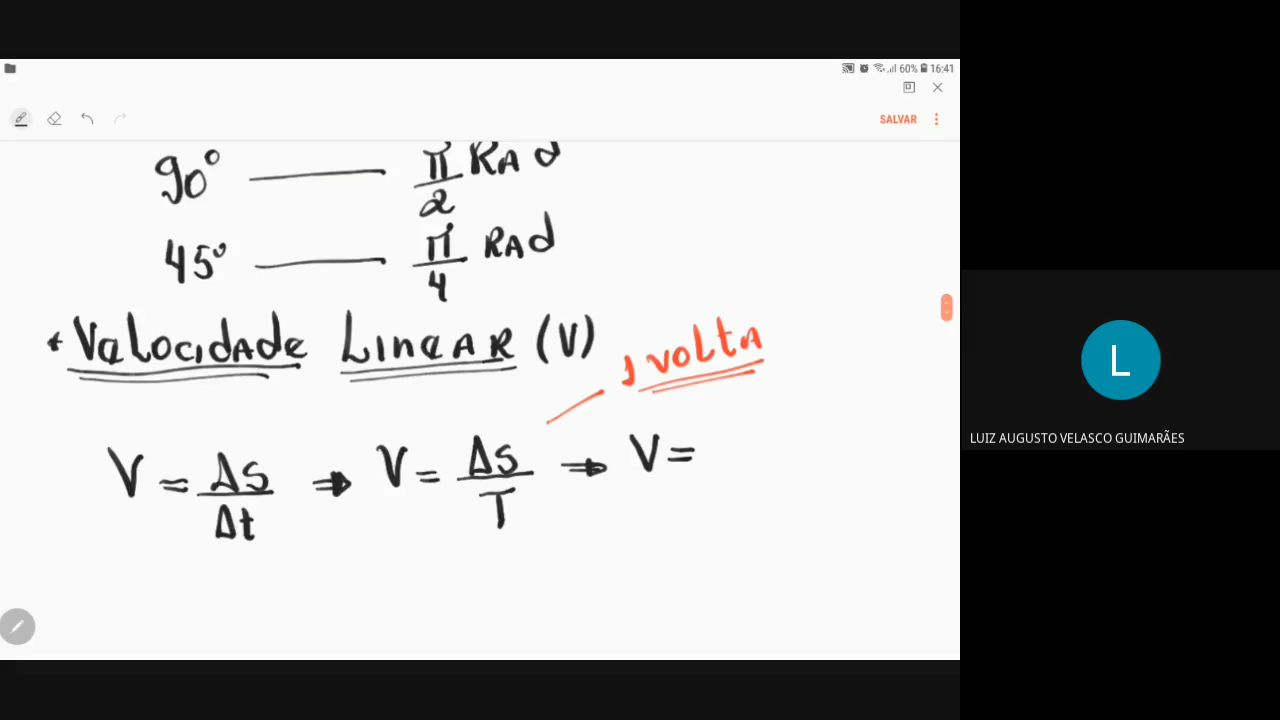 60% 16:41
SALVAR
90° —— π/2 RAd
45° —— π/4 RAd
* Velocidade Linear (V)
1 volta
V = Δs/Δt ⇒ V = Δs/T ⇒ V =
L
LUIZ AUGUSTO VELASCO GUIMARÃES